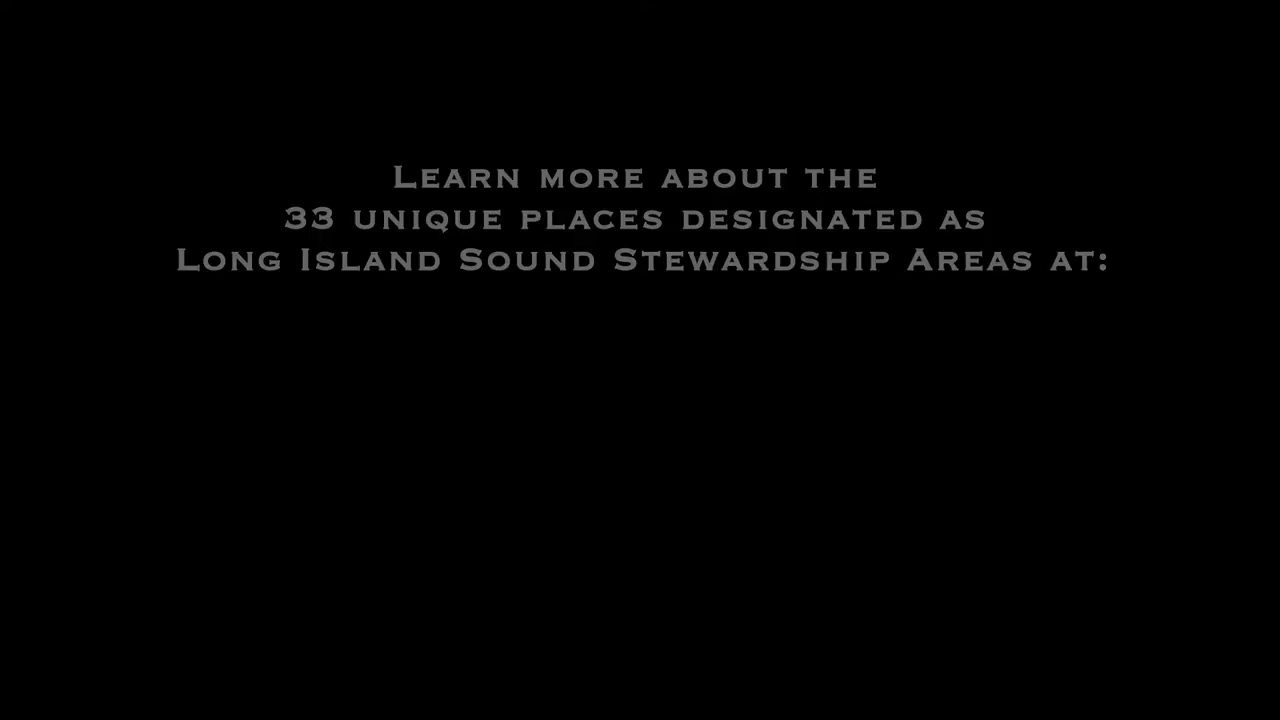 Learn more about the
33 unique places designated as
Long Island Sound Stewardship Areas at: